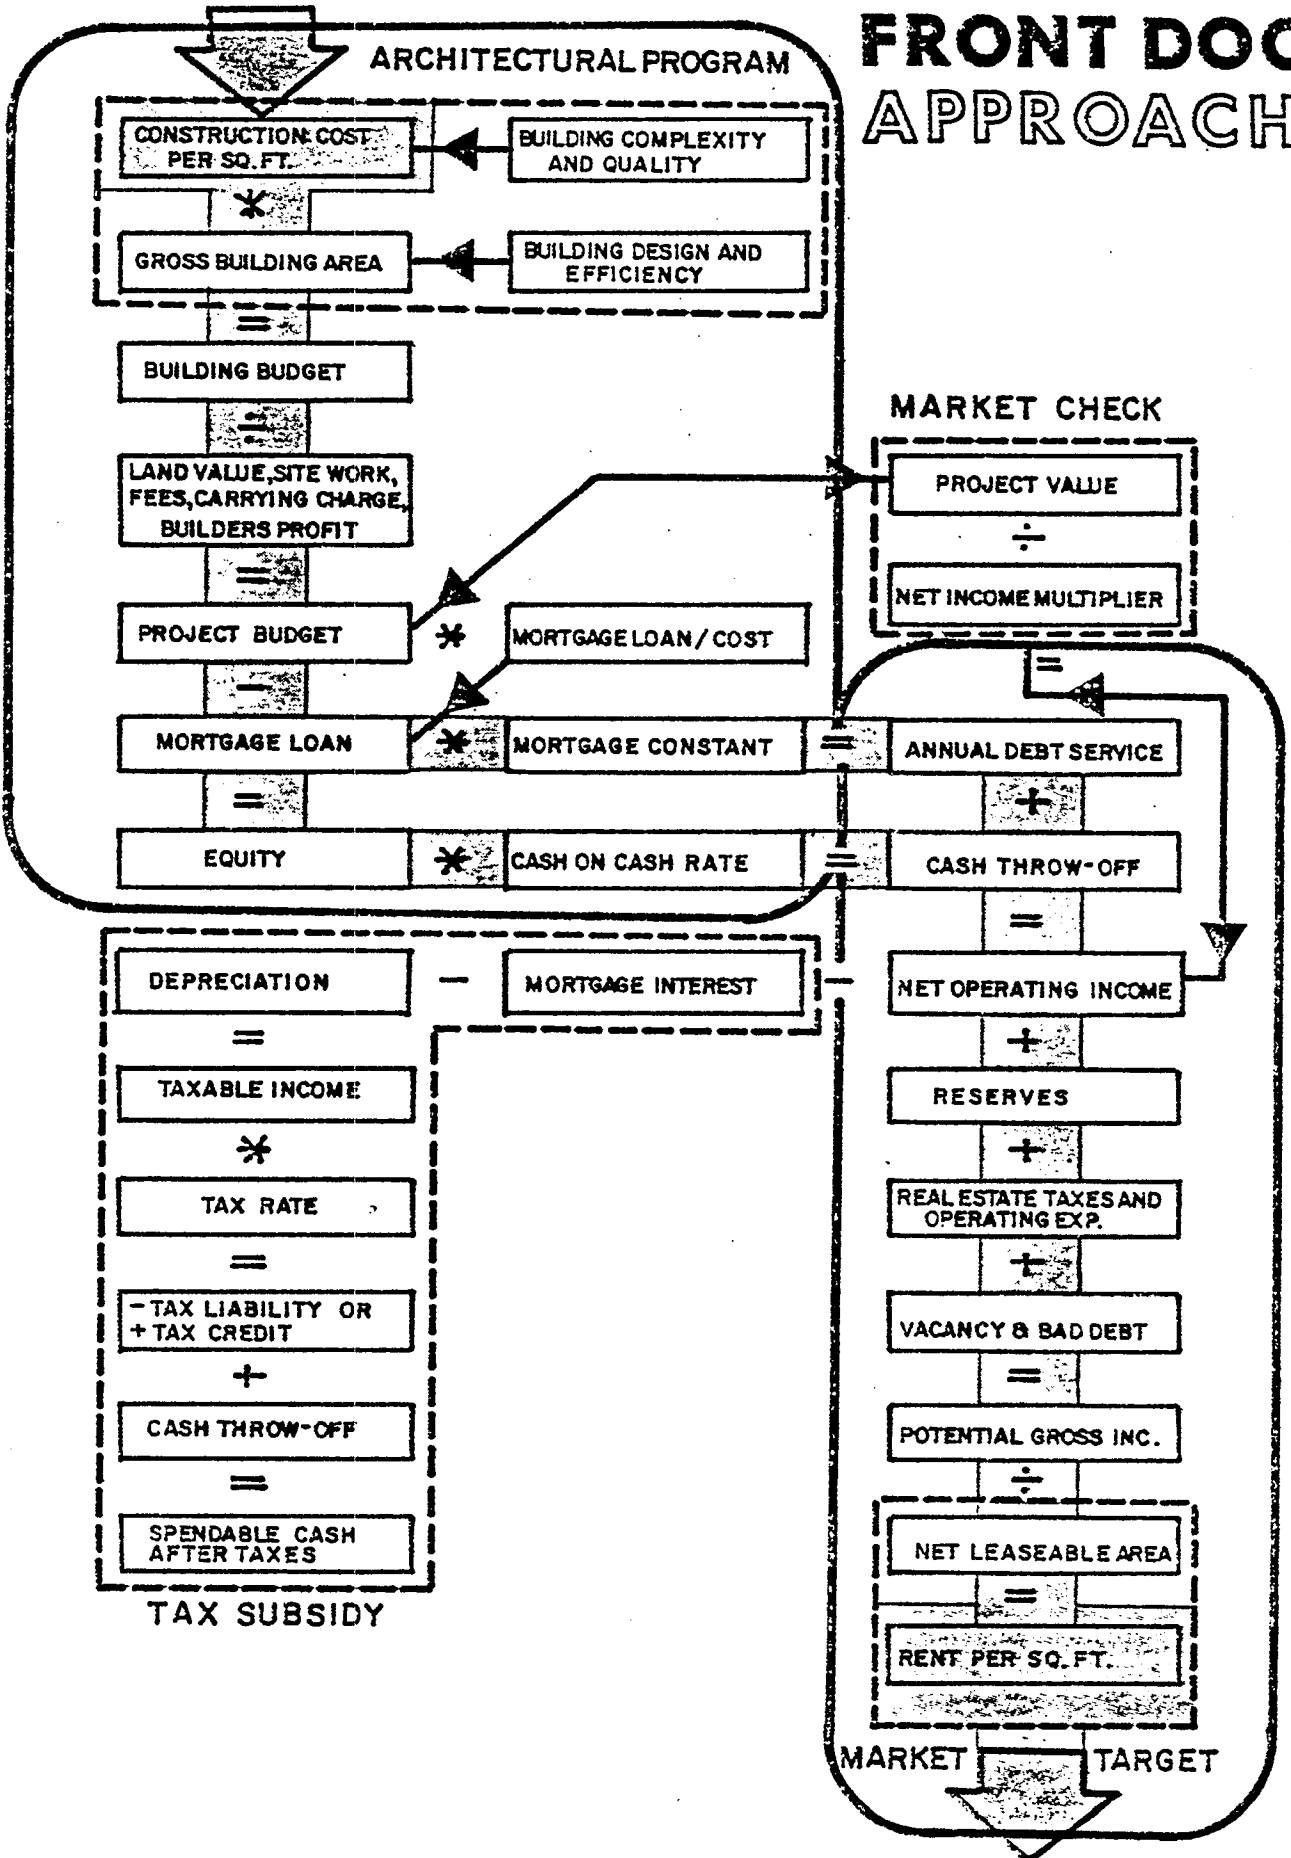 FRONT DOO
APPROACH
ARCHITECTURAL PROGRAM
CONSTRUCTION COST
PER SQ. FT.
BUILDING COMPLEXITY
AND QUALITY
*
GROSS BUILDING AREA
BUILDING DESIGN AND
EFFICIENCY
=
BUILDING BUDGET
÷
LAND VALUE, SITE WORK,
FEES, CARRYING CHARGE,
BUILDERS PROFIT
=
PROJECT BUDGET
* MORTGAGE LOAN / COST
-
MORTGAGE LOAN * MORTGAGE CONSTANT = ANNUAL DEBT SERVICE
=
EQUITY * CASH ON CASH RATE = CASH THROW-OFF
MARKET CHECK
PROJECT VALUE
÷
NET INCOME MULTIPLIER
=
+
=
DEPRECIATION - MORTGAGE INTEREST - NET OPERATING INCOME
=
TAXABLE INCOME
*
TAX RATE
=
- TAX LIABILITY OR
+ TAX CREDIT
+
CASH THROW-OFF
=
SPENDABLE CASH
AFTER TAXES
TAX SUBSIDY
+
RESERVES
+
REAL ESTATE TAXES AND
OPERATING EXP.
+
VACANCY & BAD DEBT
=
POTENTIAL GROSS INC.
÷
NET LEASEABLE AREA
=
RENT PER SQ. FT.
MARKET TARGET